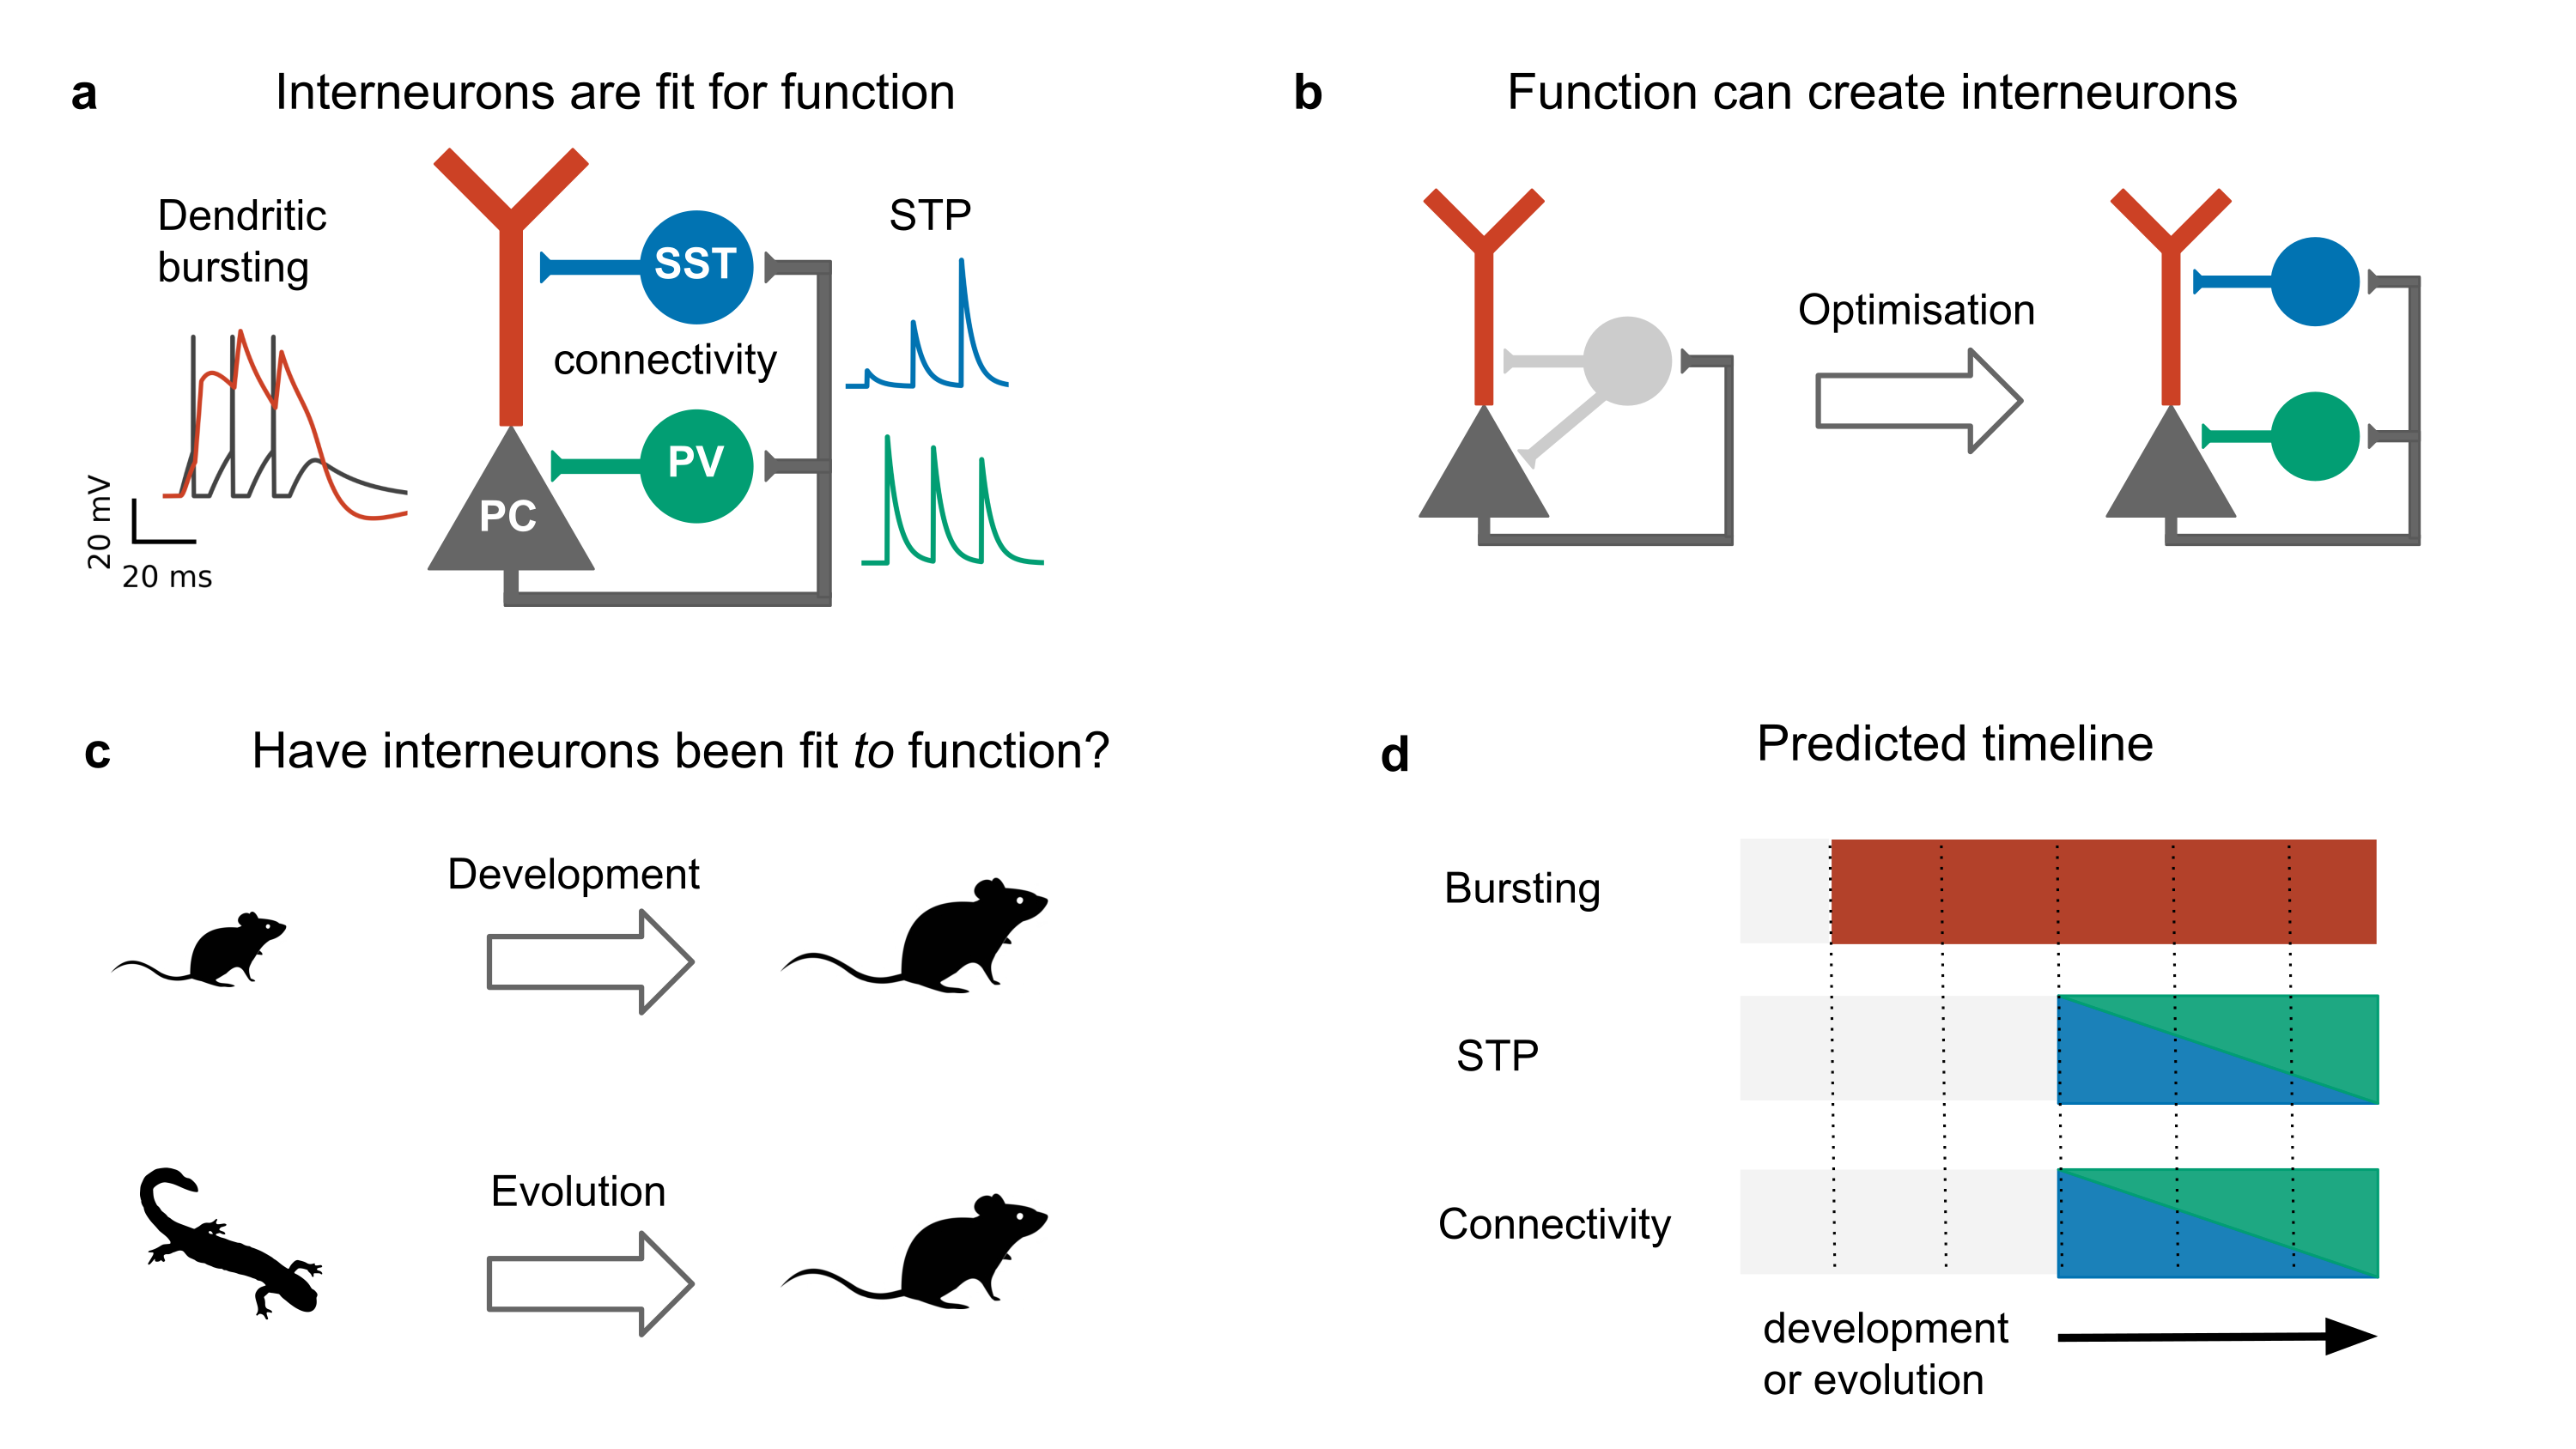 a
Interneurons are fit for function
Dendritic
bursting
SST
STP
connectivity
PV
PC
20 mV
20 ms
b
Function can create interneurons
Optimisation
c
Have interneurons been fit to function?
Development
Evolution
d
Predicted timeline
Bursting
STP
Connectivity
development
or evolution